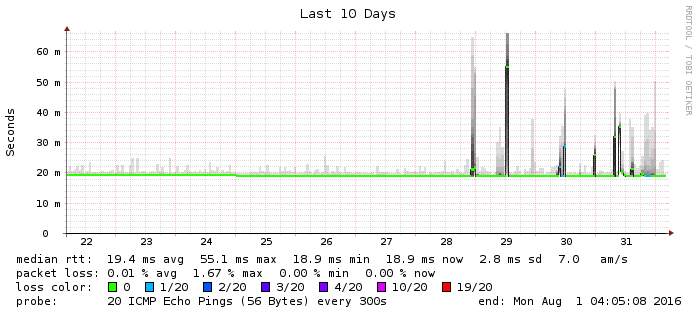 Last 10 Days
RRDTOOL / TOBI OETIKER
Seconds
60 m
50 m
40 m
30 m
20 m
10 m
0
22 23 24 25 26 27 28 29 30 31
median rtt: 19.4 ms avg 55.1 ms max 18.9 ms min 18.9 ms now 2.8 ms sd 7.0 am/s
packet loss: 0.01 % avg 1.67 % max 0.00 % min 0.00 % now
loss color: 0 1/20 2/20 3/20 4/20 10/20 19/20
probe: 20 ICMP Echo Pings (56 Bytes) every 300s end: Mon Aug 1 04:05:08 2016